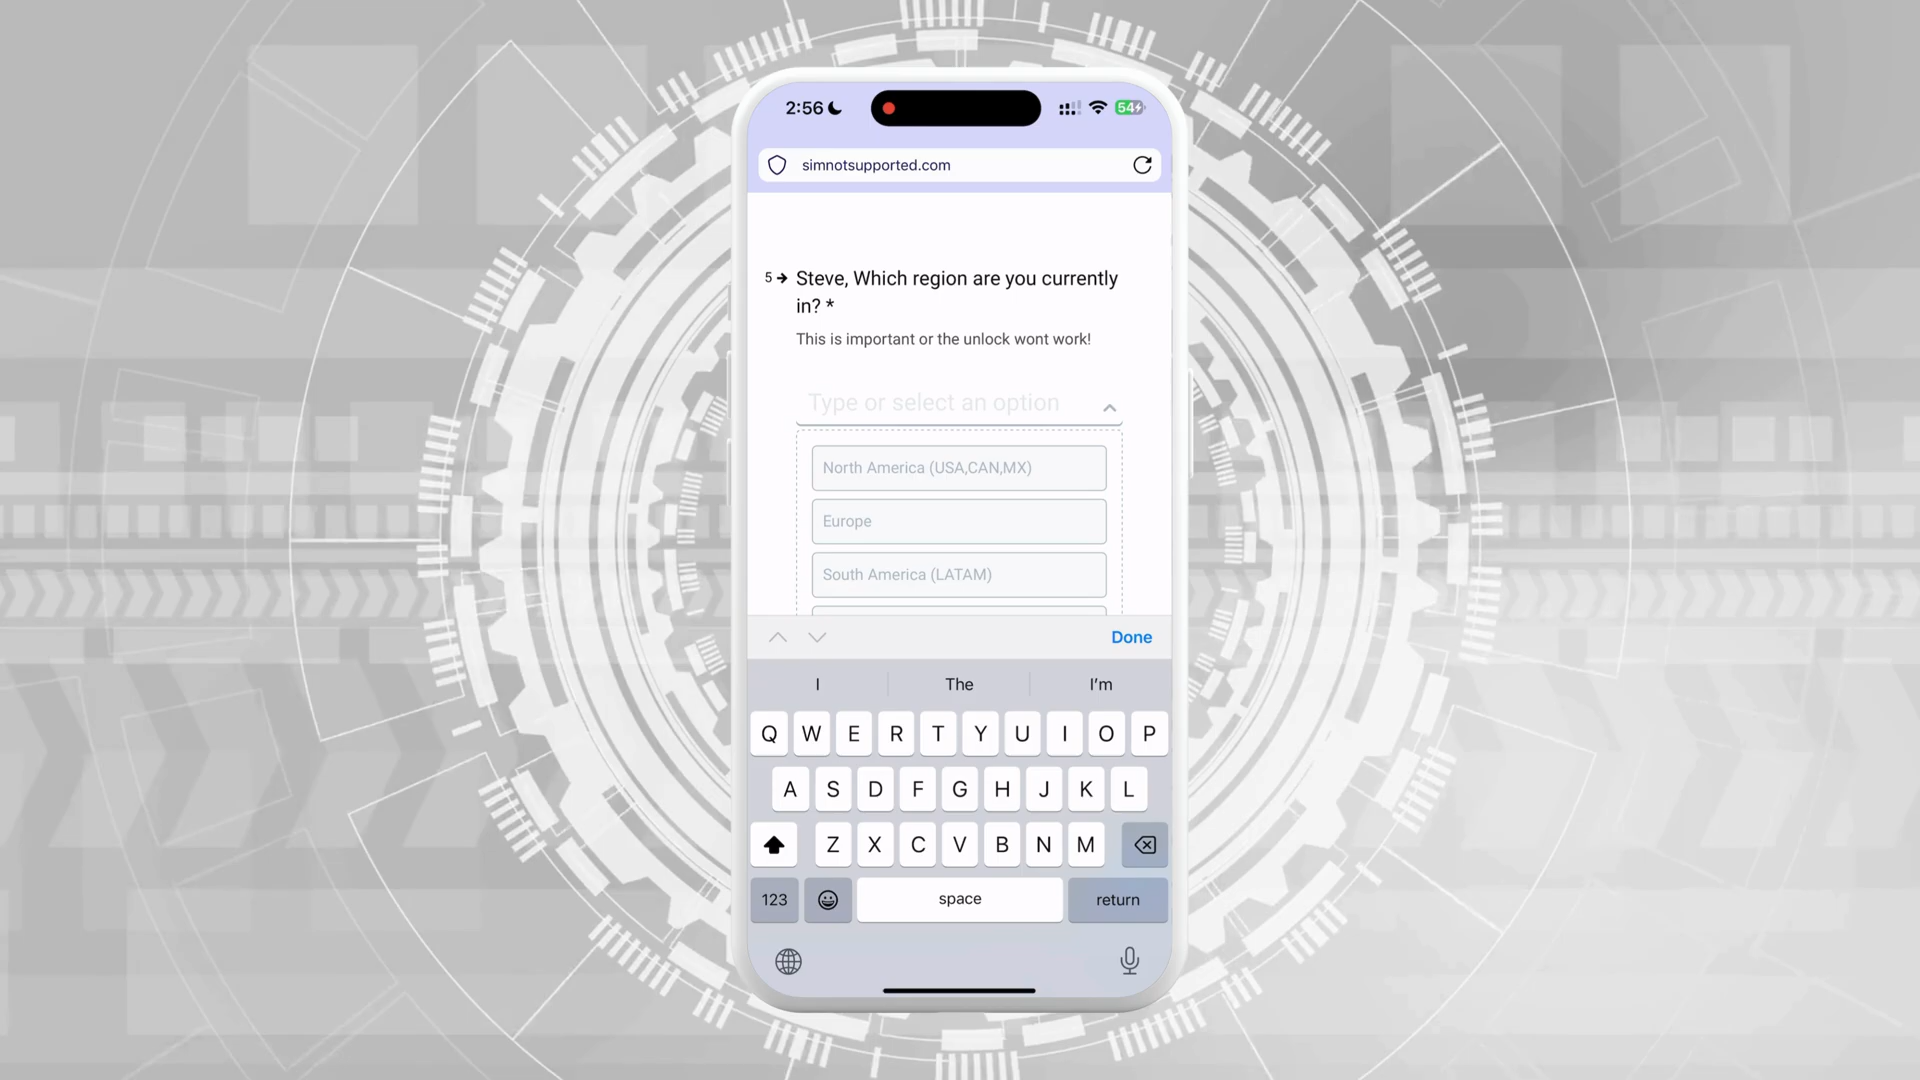 2:56
54
simnotsupported.com
5 Steve, Which region are you currently
in? *
This is important or the unlock wont work!
Type or select an option
North America (USA,CAN,MX)
Europe
South America (LATAM)
Done
I The I'm
Q W E R T Y U I O P
A S D F G H J K L
Z X C V B N M
123 space return